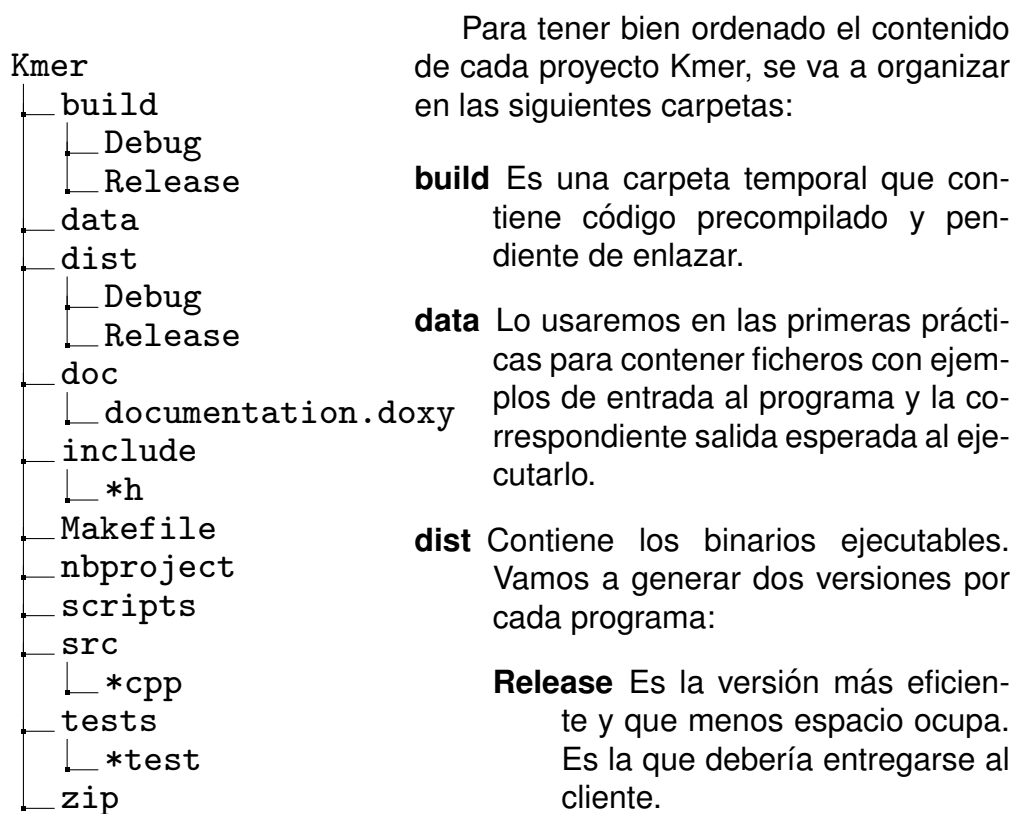 Kmer
build
Debug
Release
data
dist
Debug
Release
doc
documentation.doxy
include
*h
Makefile
nbproject
scripts
src
*cpp
tests
*test
zip
Para tener bien ordenado el contenido
de cada proyecto Kmer, se va a organizar
en las siguientes carpetas:
build Es una carpeta temporal que con-
tiene código precompilado y pen-
diente de enlazar.
data Lo usaremos en las primeras prácti-
cas para contener ficheros con ejem-
plos de entrada al programa y la co-
rrespondiente salida esperada al eje-
cutarlo.
dist Contiene los binarios ejecutables.
Vamos a generar dos versiones por
cada programa:
Release Es la versión más eficien-
te y que menos espacio ocupa.
Es la que debería entregarse al
cliente.